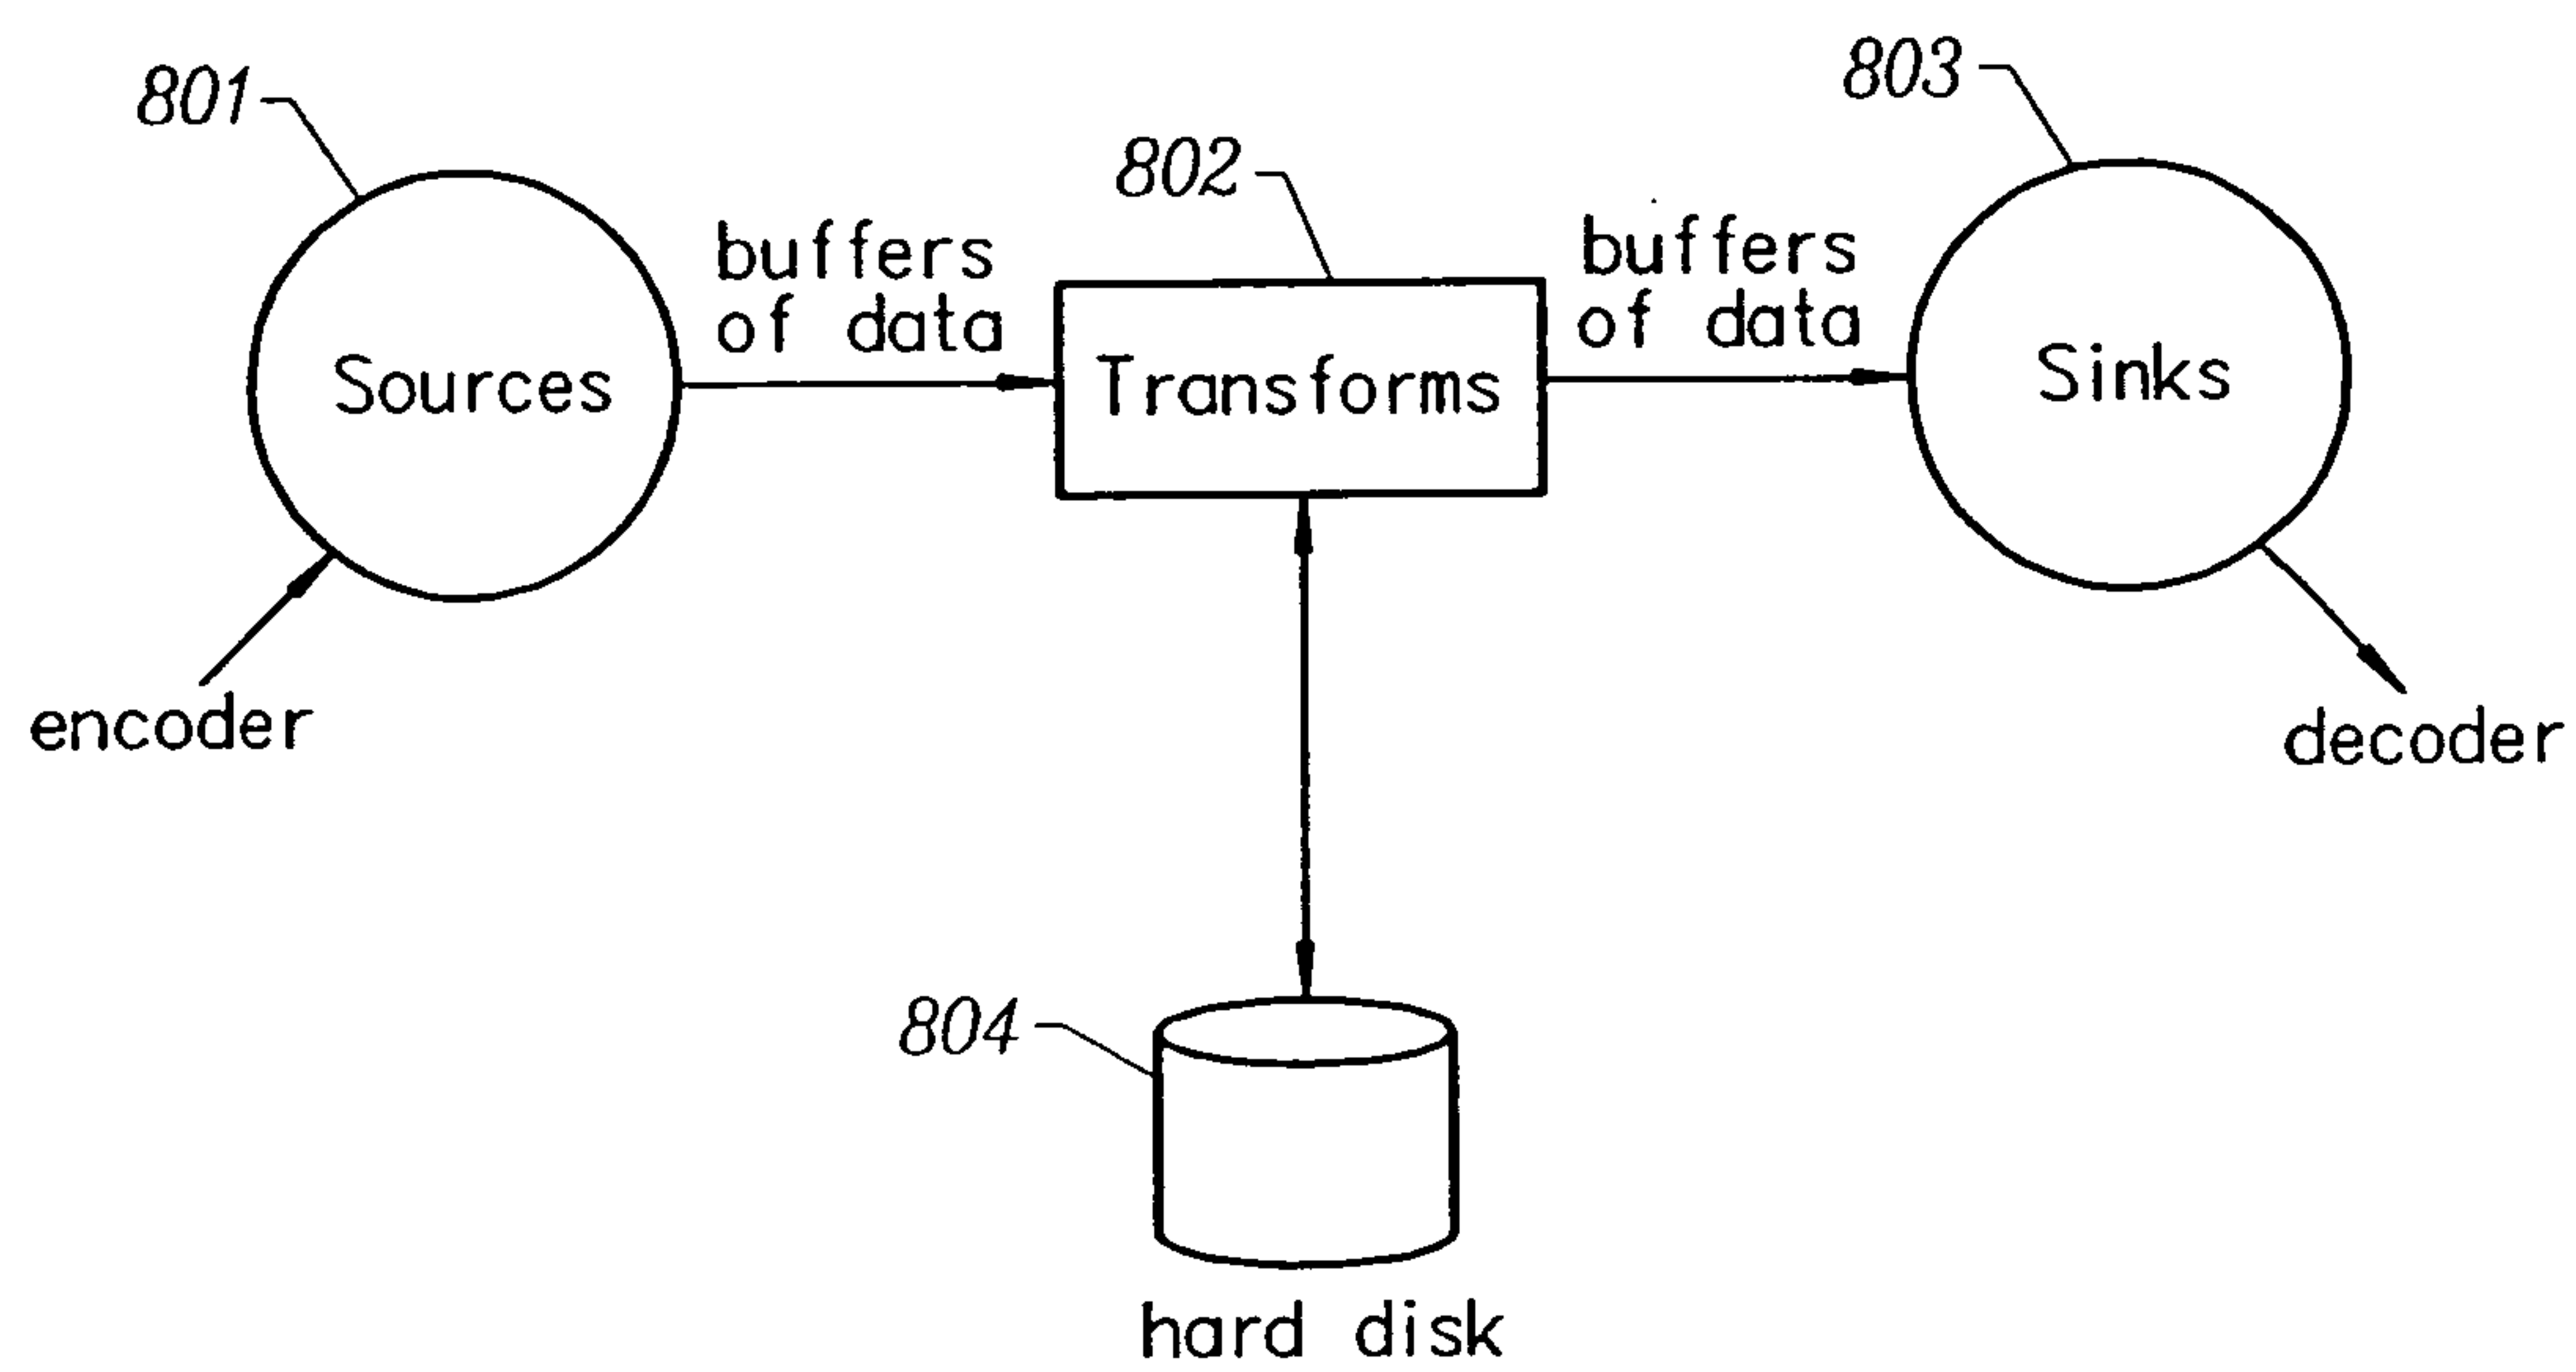 801
802
803
buffers
of data
buffers
of data
Sources
Transforms
Sinks
encoder
decoder
804
hard disk